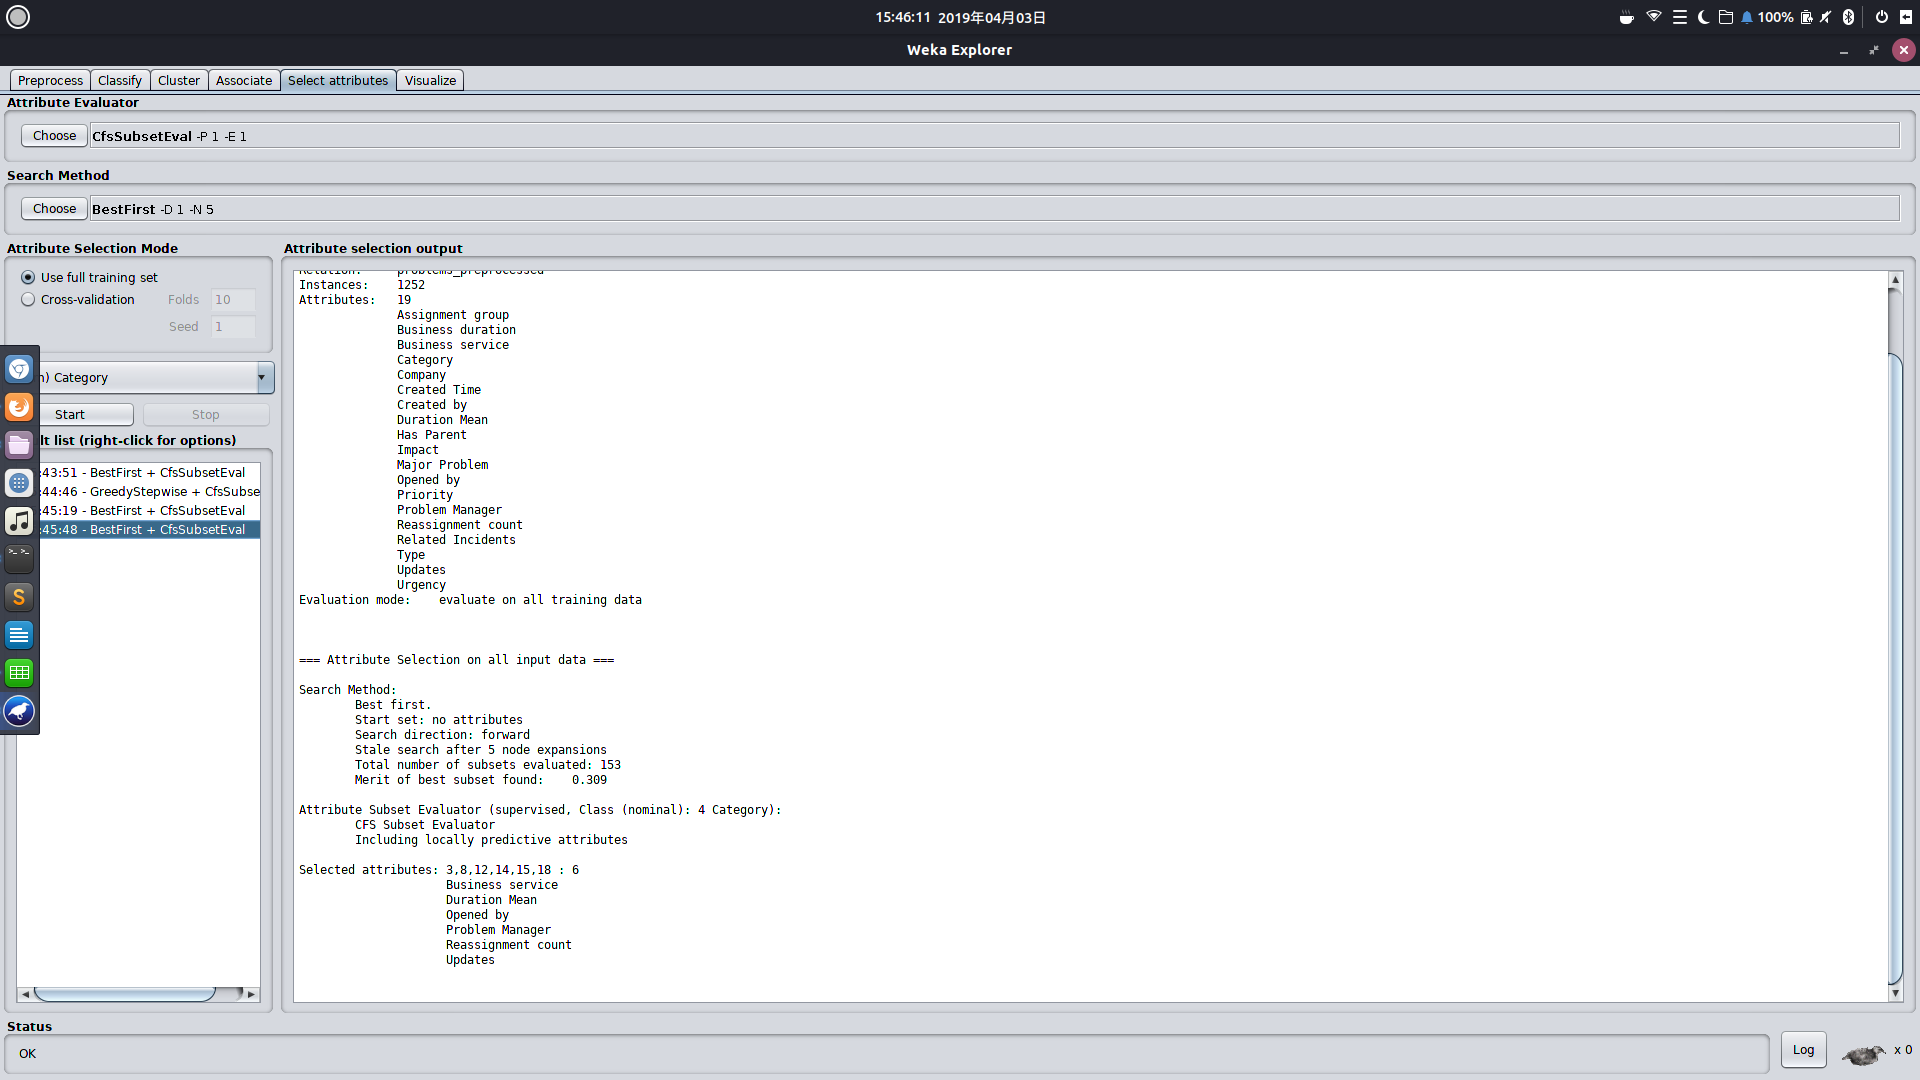 15:46:11 2019年04月03日
100%
Weka Explorer
Preprocess Classify Cluster Associate Select attributes Visualize
Attribute Evaluator
Choose CfsSubsetEval -P 1 -E 1
Search Method
Choose BestFirst -D 1 -N 5
Attribute Selection Mode
Use full training set
Cross-validation Folds 10
Seed 1
) Category
Start Stop
lt list (right-click for options)
:43:51 - BestFirst + CfsSubsetEval
:44:46 - GreedyStepwise + CfsSubse
:45:19 - BestFirst + CfsSubsetEval
:45:48 - BestFirst + CfsSubsetEval
Attribute selection output
Relation: problems_preprocessed
Instances: 1252
Attributes: 19
Assignment group
Business duration
Business service
Category
Company
Created Time
Created by
Duration Mean
Has Parent
Impact
Major Problem
Opened by
Priority
Problem Manager
Reassignment count
Related Incidents
Type
Updates
Urgency
Evaluation mode: evaluate on all training data
=== Attribute Selection on all input data ===
Search Method:
Best first.
Start set: no attributes
Search direction: forward
Stale search after 5 node expansions
Total number of subsets evaluated: 153
Merit of best subset found: 0.309
Attribute Subset Evaluator (supervised, Class (nominal): 4 Category):
CFS Subset Evaluator
Including locally predictive attributes
Selected attributes: 3,8,12,14,15,18 : 6
Business service
Duration Mean
Opened by
Problem Manager
Reassignment count
Updates
Status
OK
Log x 0